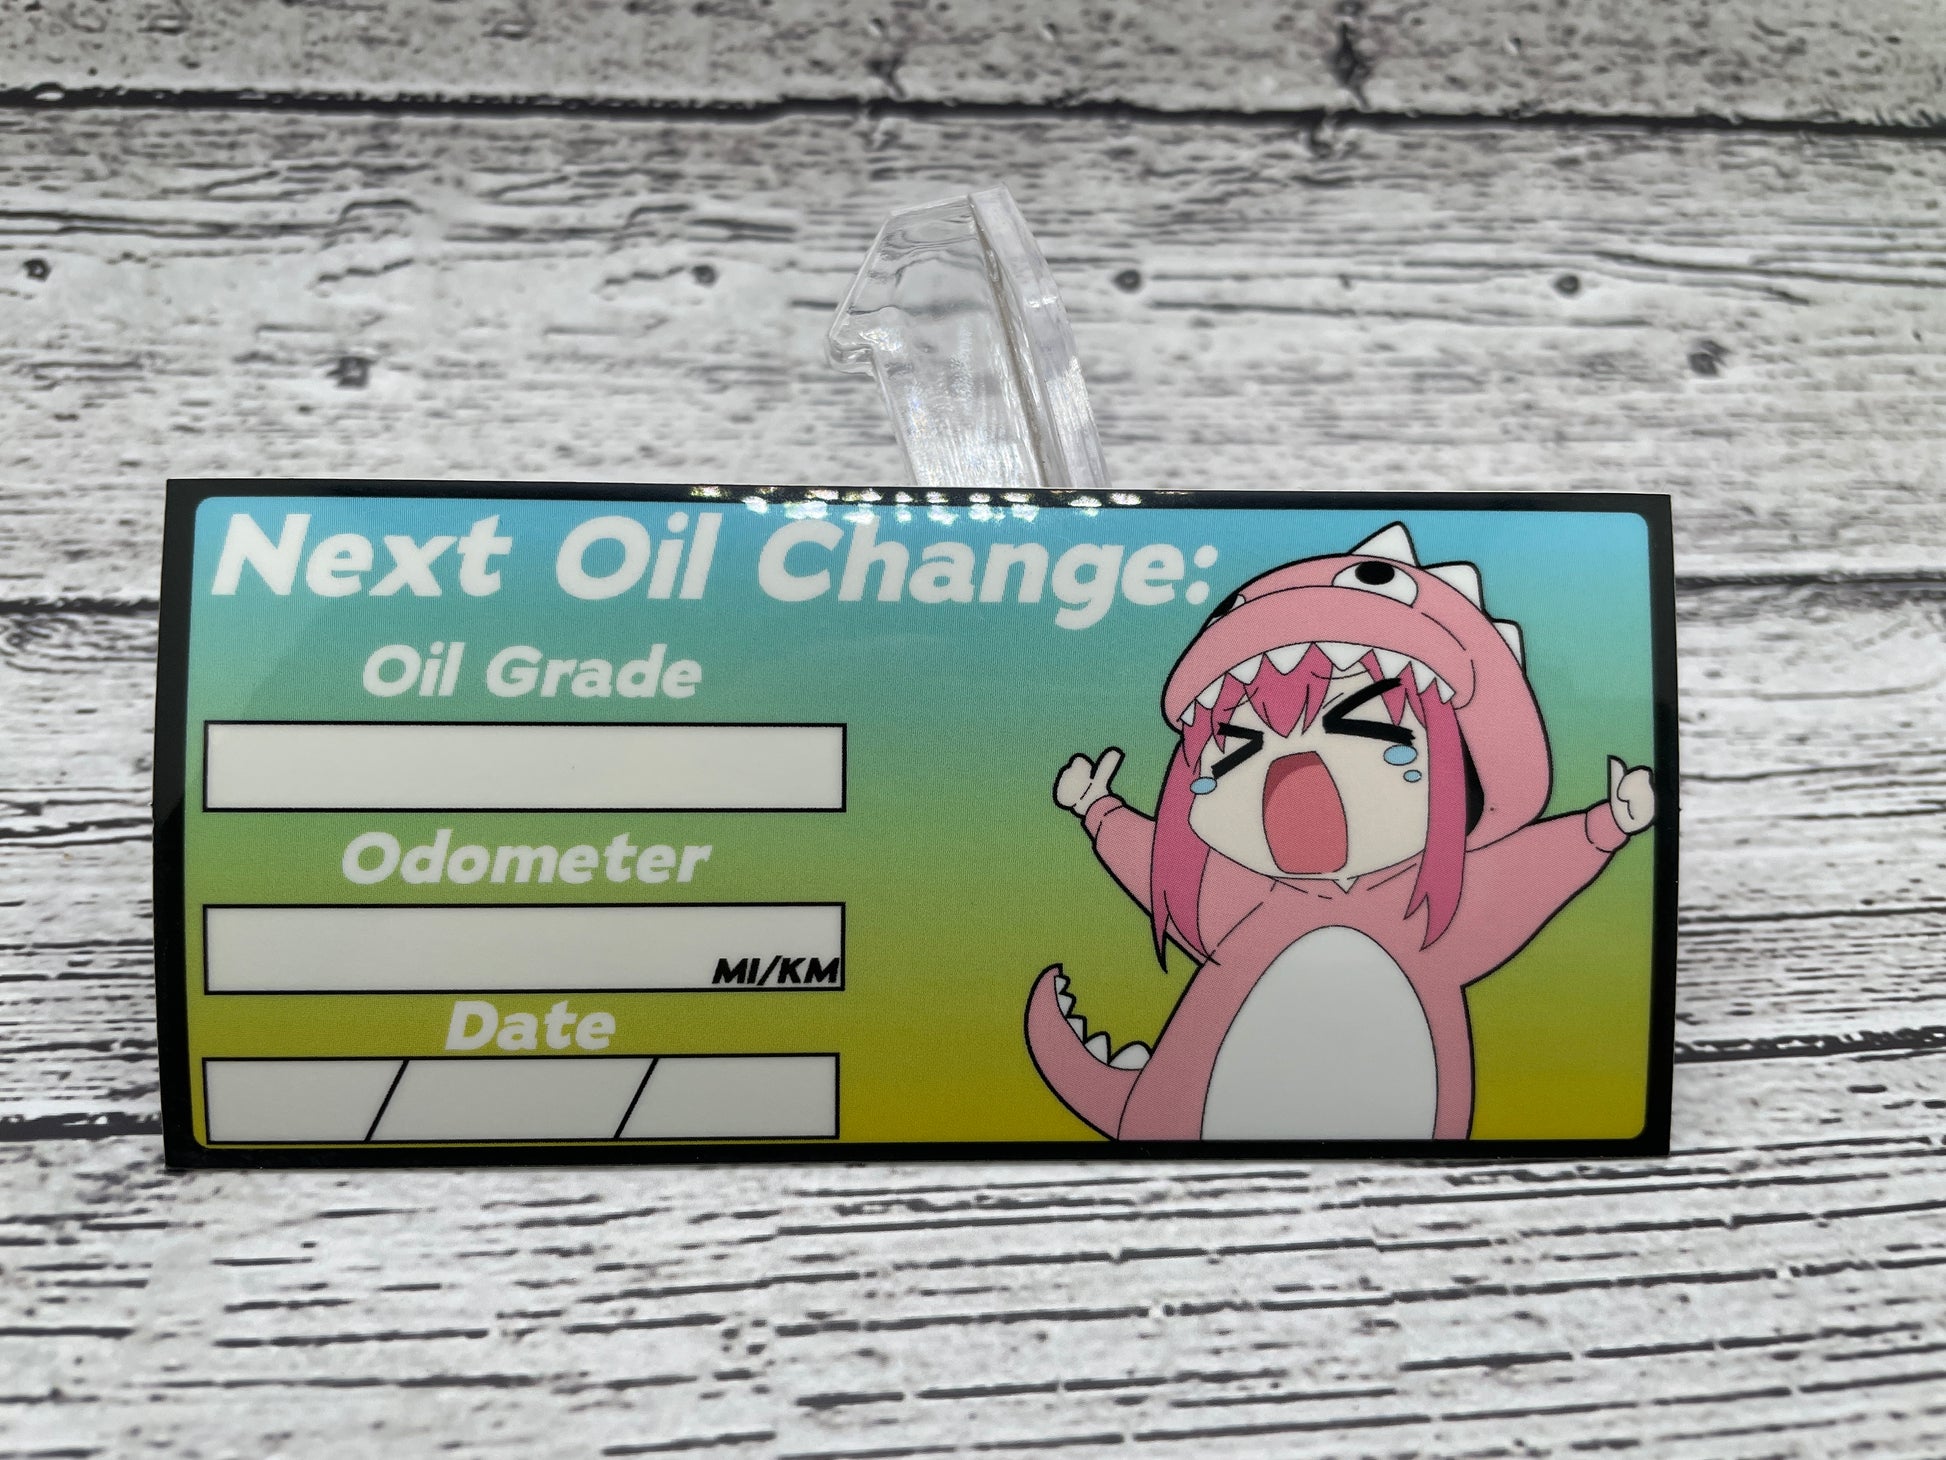 Next Oil Change:
Oil Grade
Odometer
MI/KM
Date
/ /